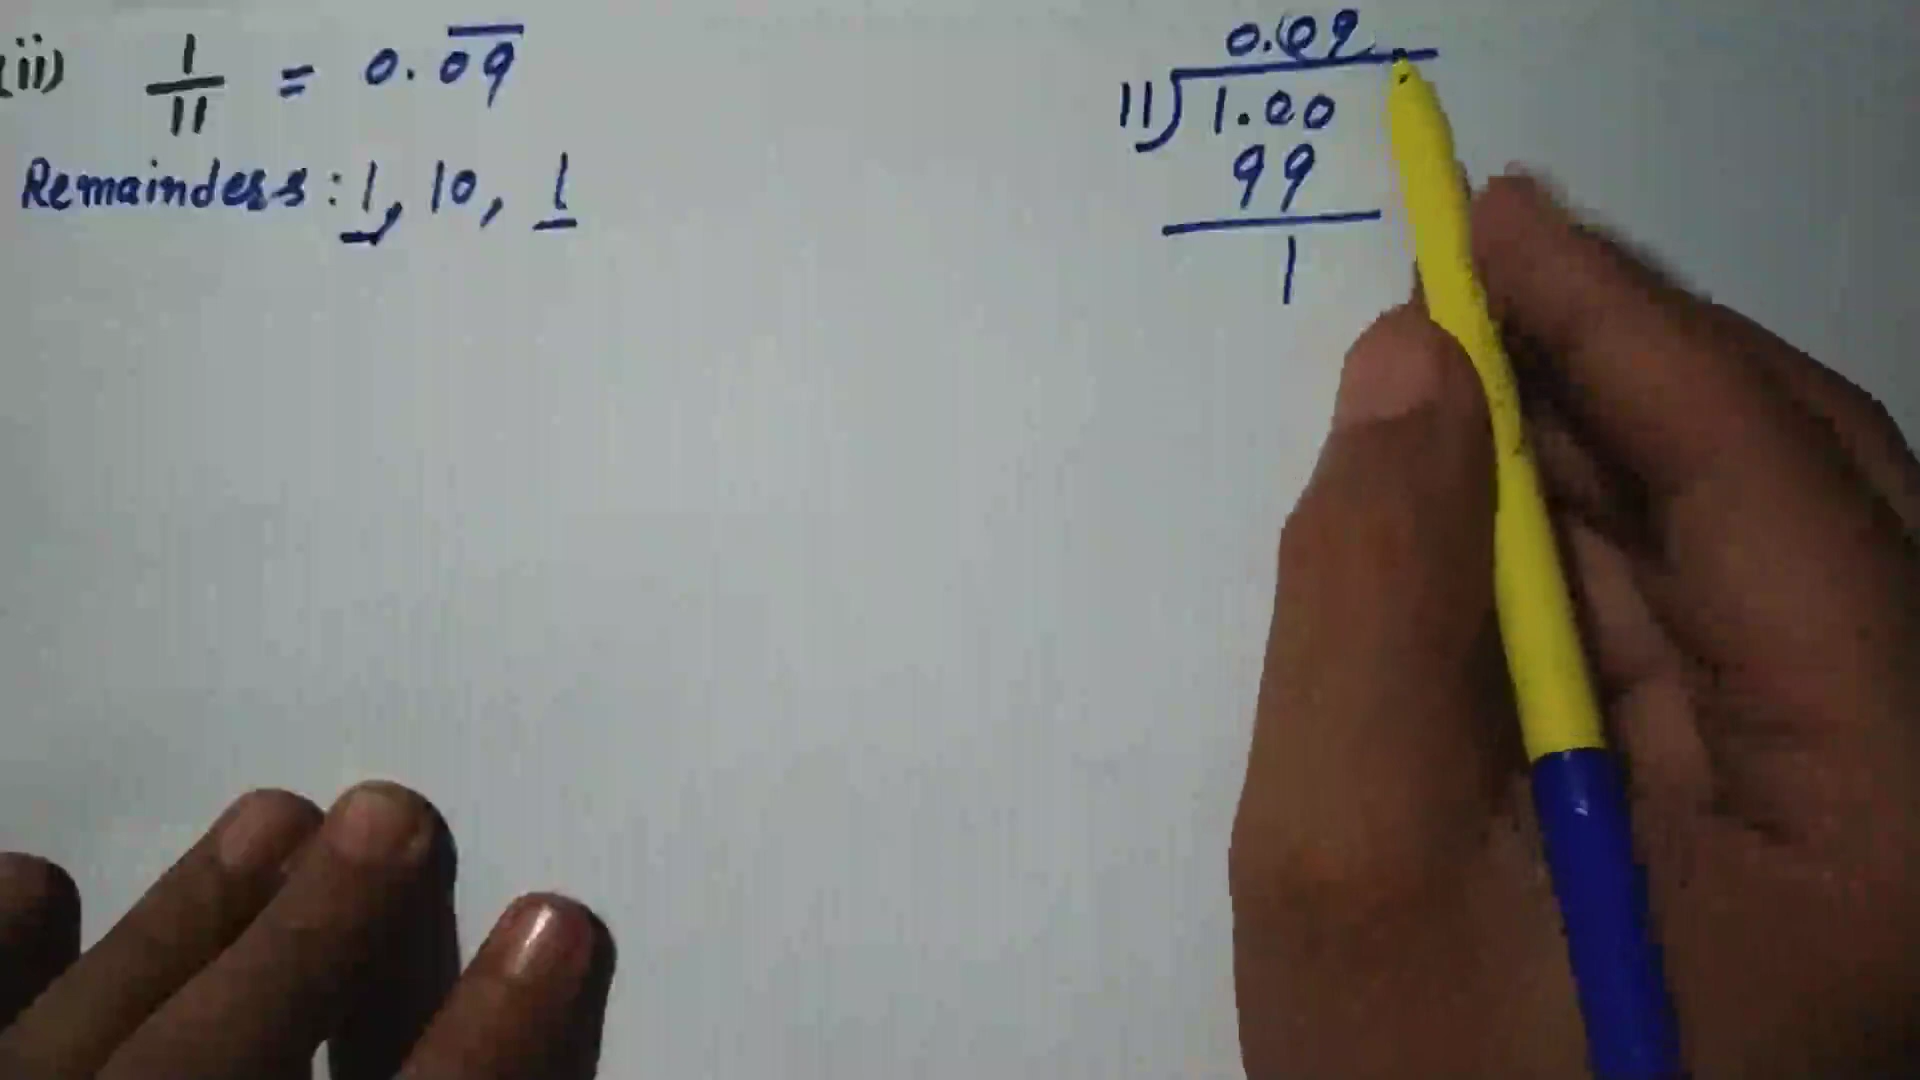 (ii) 1/11 = 0.0̅9̅
Remainders : 1, 10, 1
0.09
11)1.00
99
1